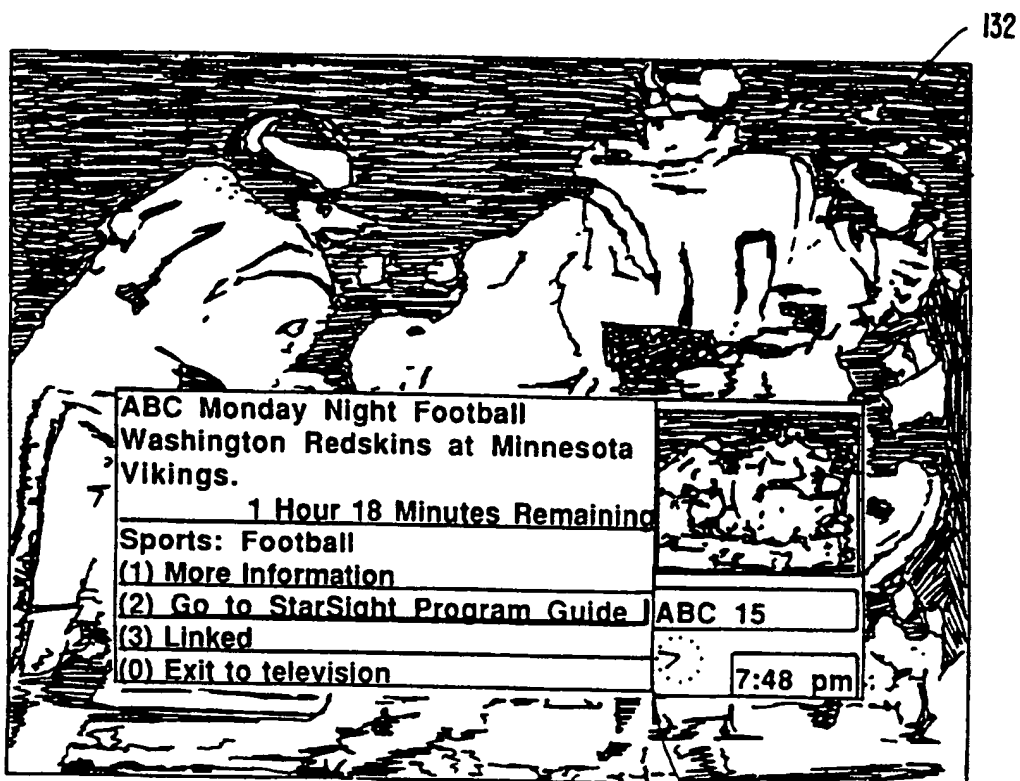 132
ABC Monday Night Football
Washington Redskins at Minnesota
Vikings.
1 Hour 18 Minutes Remaining
Sports: Football
(1) More Information
(2) Go to StarSight Program Guide
ABC 15
(3) Linked
(0) Exit to television
7:48 pm